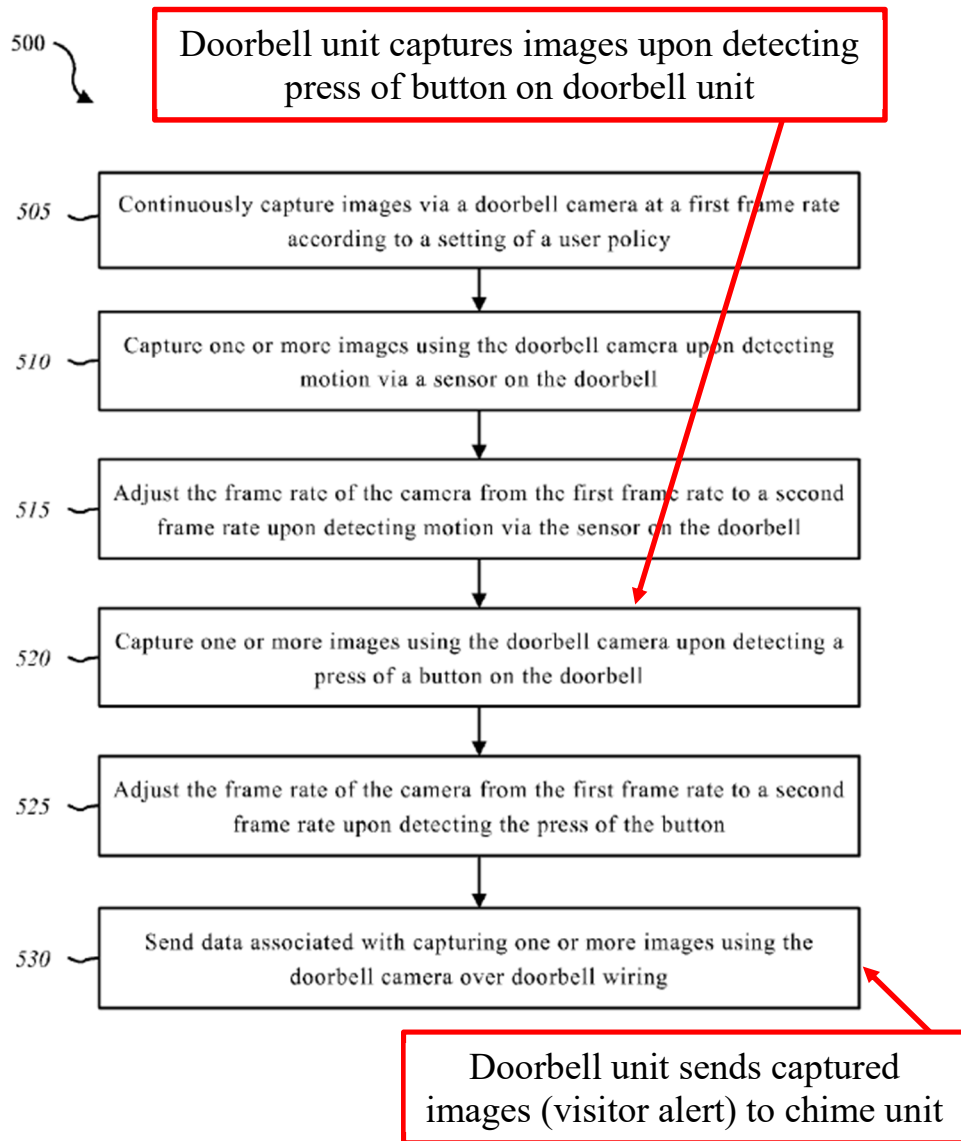 500
Doorbell unit captures images upon detecting
press of button on doorbell unit
505
Continuously capture images via a doorbell camera at a first frame rate
according to a setting of a user policy
510
Capture one or more images using the doorbell camera upon detecting
motion via a sensor on the doorbell
515
Adjust the frame rate of the camera from the first frame rate to a second
frame rate upon detecting motion via the sensor on the doorbell
520
Capture one or more images using the doorbell camera upon detecting a
press of a button on the doorbell
525
Adjust the frame rate of the camera from the first frame rate to a second
frame rate upon detecting the press of the button
530
Send data associated with capturing one or more images using the
doorbell camera over doorbell wiring
Doorbell unit sends captured
images (visitor alert) to chime unit